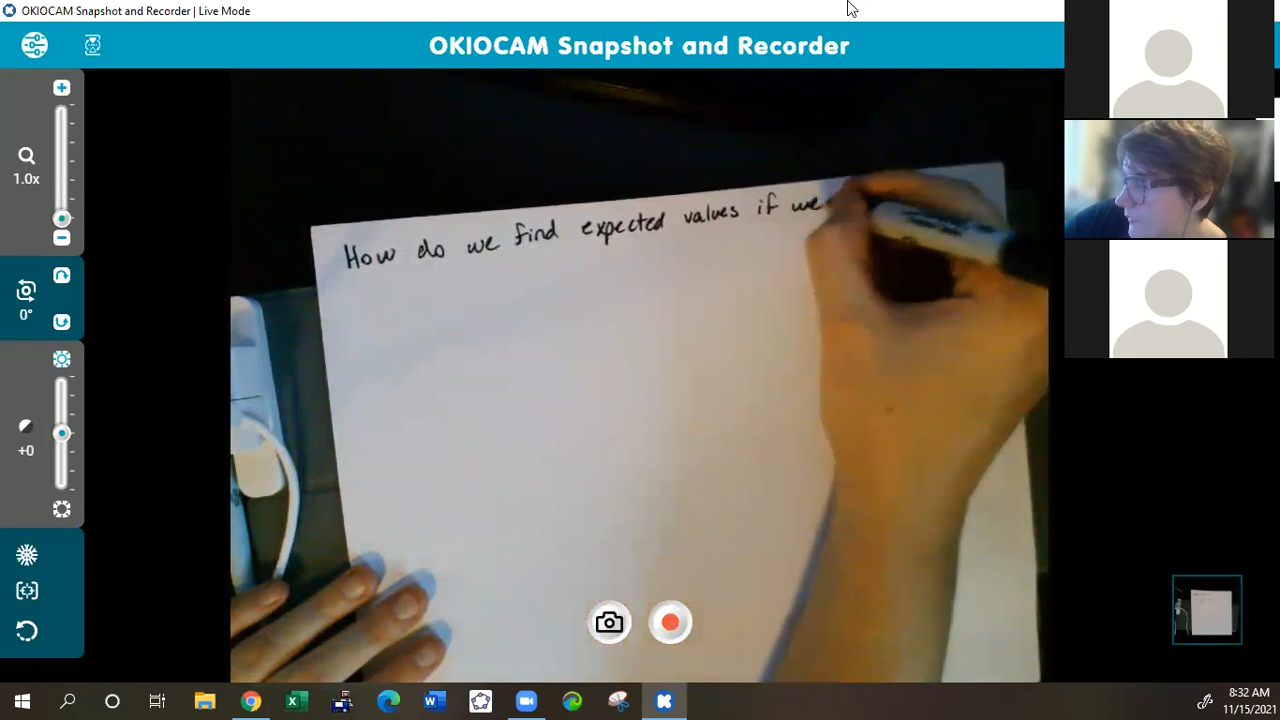 OKIOCAM Snapshot and Recorder | Live Mode
OKIOCAM Snapshot and Recorder
1.0x
0°
+0
How do we find expected values if we
8:32 AM
11/15/2021